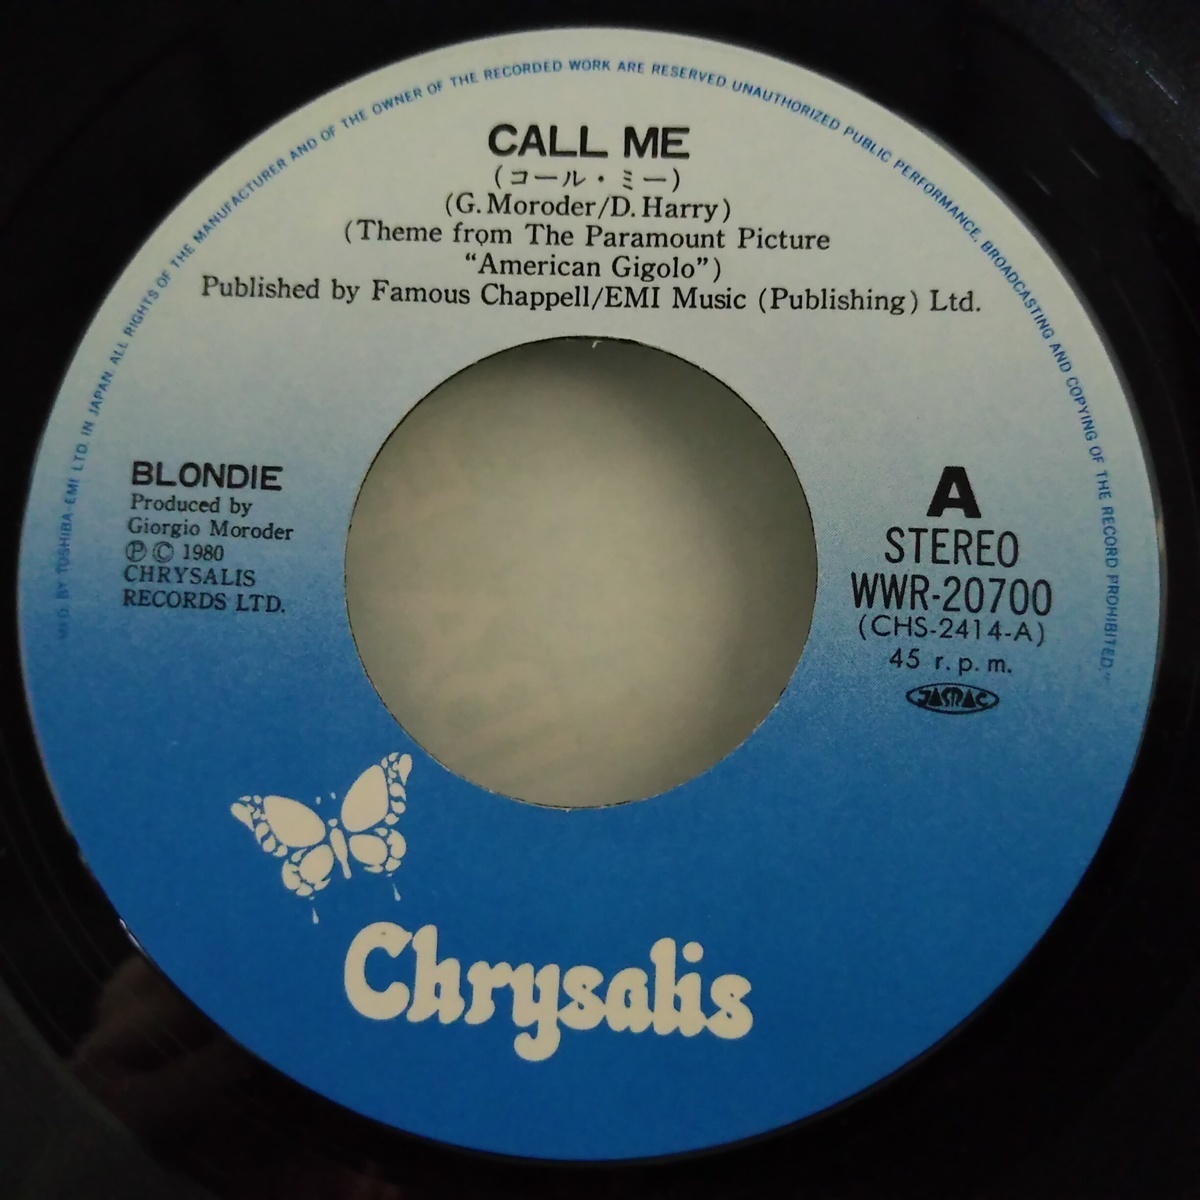 MFD. BY TOSHIBA-EMI LTD. IN JAPAN. ALL RIGHTS OF THE MANUFACTURER AND OF THE OWNER OF THE RECORDED WORK ARE RESERVED UNAUTHORIZED PUBLIC PERFORMANCE, BROADCASTING AND COPYING OF THE RECORD PROHIBITED."
CALL ME
(コール・ミー)
(G. Moroder/D. Harry)
(Theme from The Paramount Picture
“American Gigolo”)
Published by Famous Chappell/EMI Music (Publishing) Ltd.
BLONDIE
Produced by
Giorgio Moroder
Ⓟ © 1980
CHRYSALIS
RECORDS LTD.
A
STEREO
WWR-20700
(CHS-2414-A)
45 r.p.m.
JASRAC
Chrysalis